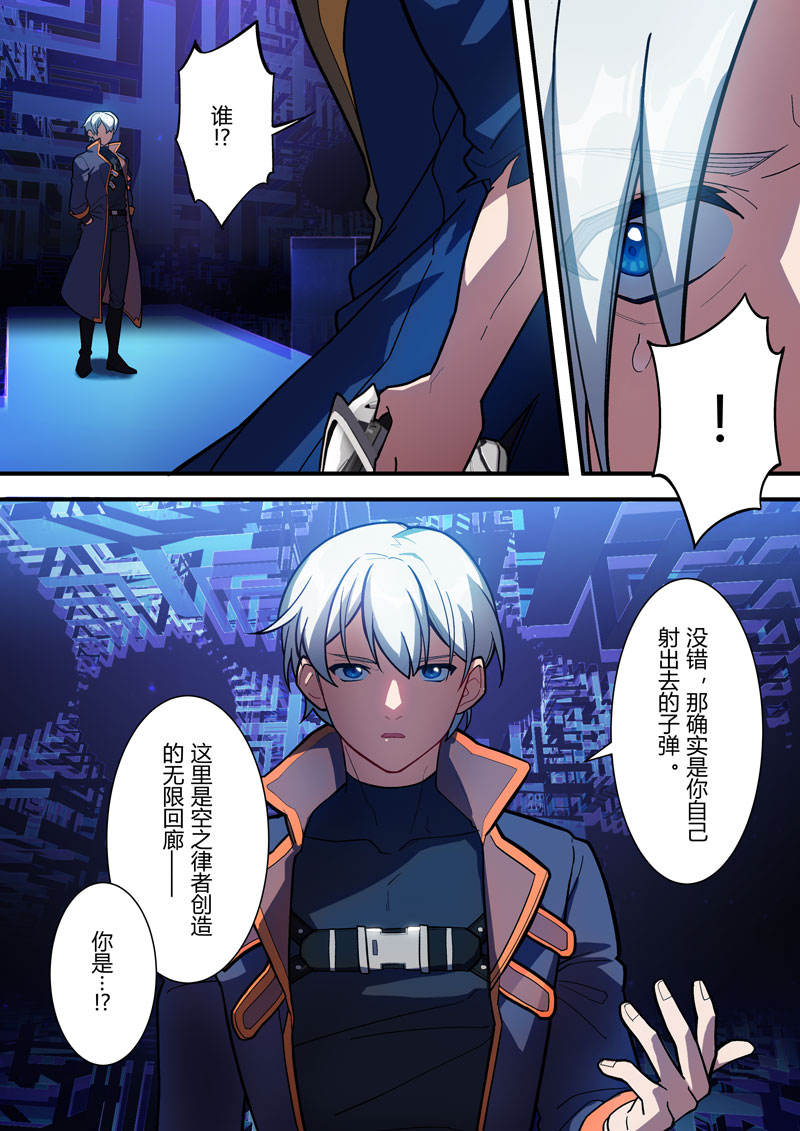 ！
谁
!?
没错，那确实是你自己
射出去的子弹。
这里是空之律者创造
的无限回廊——
你是…!?